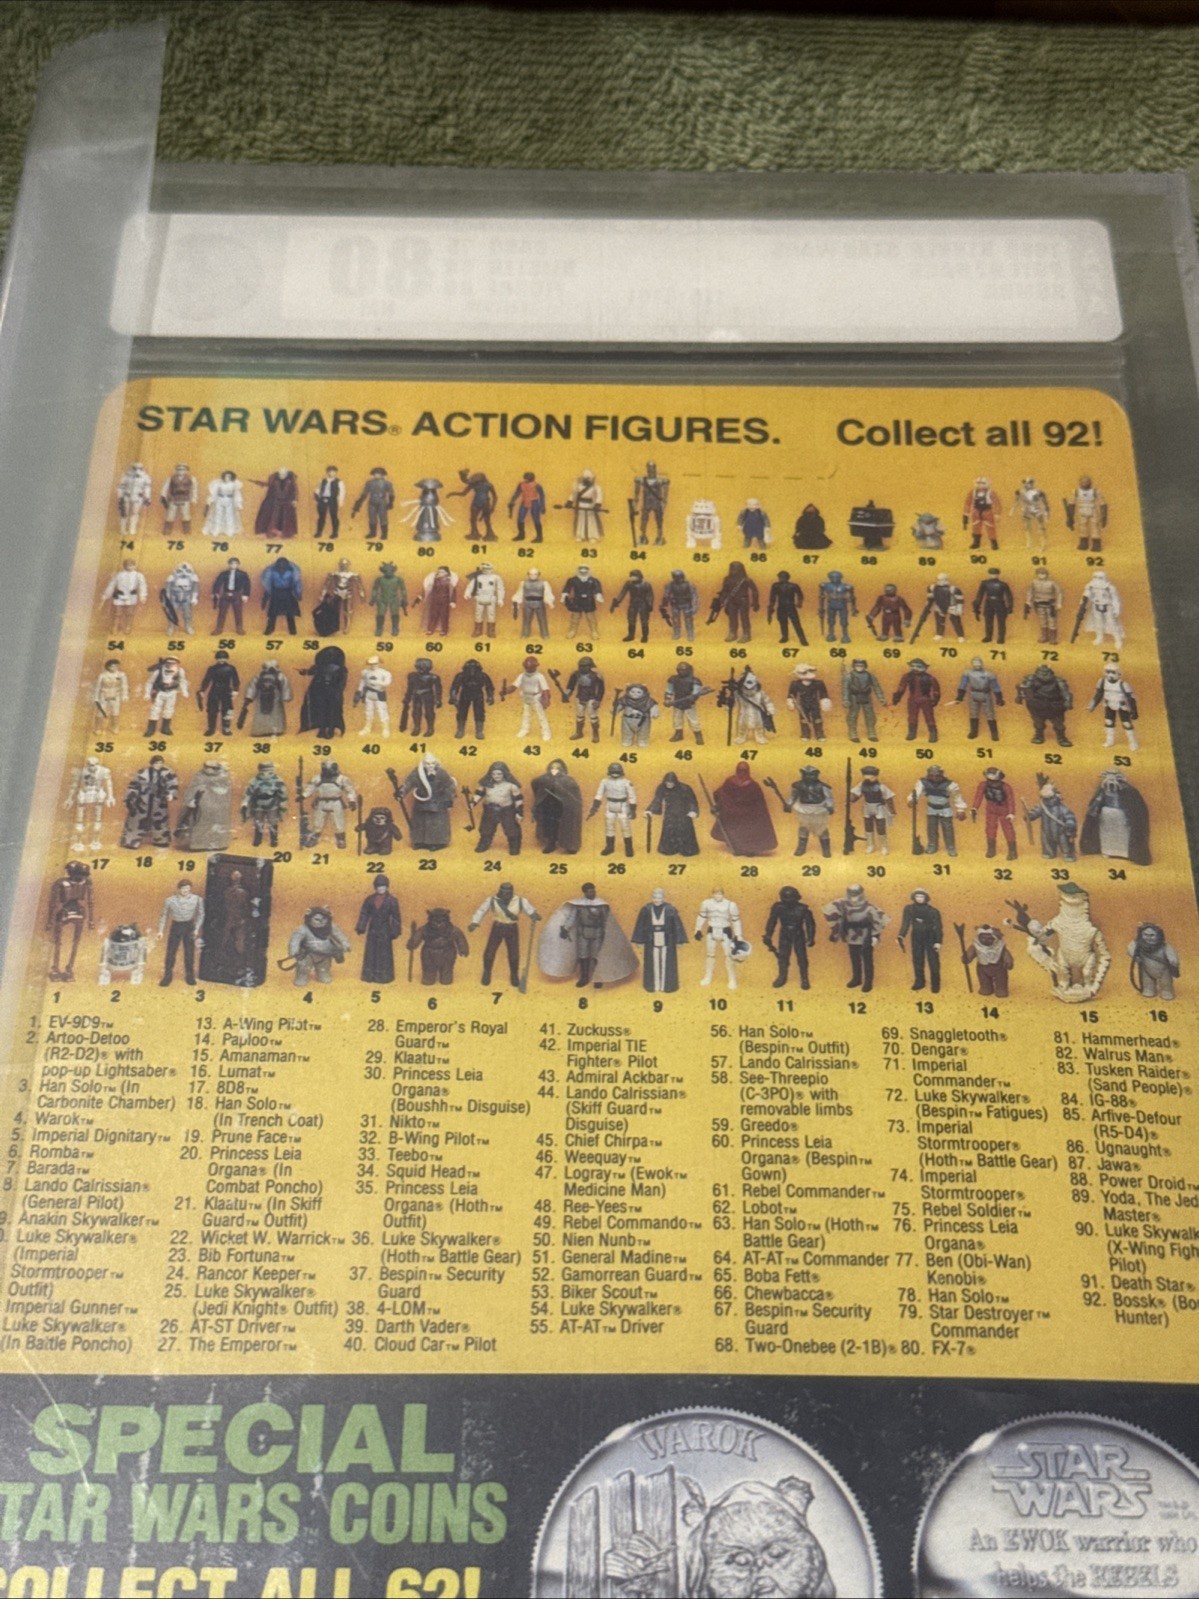 80
STAR WARS® ACTION FIGURES. Collect all 92!
74 75 76 77 78 79 80 81 82 83 84 85 86 87 88 89 90 91 92
54 55 56 57 58 59 60 61 62 63 64 65 66 67 68 69 70 71 72 73
35 36 37 38 39 40 41 42 43 44 45 46 47 48 49 50 51 52 53
17 18 19 20 21 22 23 24 25 26 27 28 29 30 31 32 33 34
1 2 3 4 5 6 7 8 9 10 11 12 13 14 15 16
1. EV-9D9™
2. Artoo-Detoo
(R2-D2)® with
pop-up Lightsaber®
3. Han Solo™ (In
Carbonite Chamber)
4. Warok™
5. Imperial Dignitary™
6. Romba™
7. Barada™
8. Lando Calrissian®
(General Pilot)
9. Anakin Skywalker™
Luke Skywalker®
(Imperial
Stormtrooper™
Outfit)
Imperial Gunner™
Luke Skywalker®
(In Battle Poncho)
13. A-Wing Pilot™
14. Paploo™
15. Amanaman™
16. Lumat™
17. 8D8™
18. Han Solo™
(In Trench Coat)
19. Prune Face™
20. Princess Leia
Organa® (In
Combat Poncho)
21. Klaatu™ (In Skiff
Guard™ Outfit)
22. Wicket W. Warrick™
23. Bib Fortuna™
24. Rancor Keeper™
25. Luke Skywalker®
(Jedi Knight® Outfit)
26. AT-ST Driver™
27. The Emperor™
28. Emperor's Royal
Guard™
29. Klaatu™
30. Princess Leia
Organa®
(Boushh™ Disguise)
31. Nikto™
32. B-Wing Pilot™
33. Teebo™
34. Squid Head™
35. Princess Leia
Organa® (Hoth™
Outfit)
36. Luke Skywalker®
(Hoth™ Battle Gear)
37. Bespin™ Security
Guard
38. 4-LOM™
39. Darth Vader®
40. Cloud Car™ Pilot
41. Zuckuss®
42. Imperial TIE
Fighter® Pilot
43. Admiral Ackbar™
44. Lando Calrissian®
(Skiff Guard™
Disguise)
45. Chief Chirpa™
46. Weequay™
47. Logray™ (Ewok™
Medicine Man)
48. Ree-Yees™
49. Rebel Commando™
50. Nien Nunb™
51. General Madine™
52. Gamorrean Guard™
53. Biker Scout™
54. Luke Skywalker®
55. AT-AT™ Driver
56. Han Solo™
(Bespin™ Outfit)
57. Lando Calrissian®
58. See-Threepio
(C-3PO)® with
removable limbs
59. Greedo®
60. Princess Leia
Organa® (Bespin™
Gown)
61. Rebel Commander™
62. Lobot™
63. Han Solo™ (Hoth™
Battle Gear)
64. AT-AT™ Commander
65. Boba Fett®
66. Chewbacca®
67. Bespin™ Security
Guard
68. Two-Onebee (2-1B)®
69. Snaggletooth®
70. Dengar®
71. Imperial
Commander™
72. Luke Skywalker®
(Bespin™ Fatigues)
73. Imperial
Stormtrooper®
(Hoth™ Battle Gear)
74. Imperial
Stormtrooper®
75. Rebel Soldier™
76. Princess Leia
Organa®
77. Ben (Obi-Wan)
Kenobi®
78. Han Solo™
79. Star Destroyer™
Commander
80. FX-7®
81. Hammerhead®
82. Walrus Man®
83. Tusken Raider®
(Sand People)®
84. IG-88®
85. Arfive-Defour
(R5-D4)®
86. Ugnaught®
87. Jawa®
88. Power Droid™
89. Yoda, The Jed
Master®
90. Luke Skywalk
(X-Wing Figh
Pilot)
91. Death Star®
92. Bossk® (Bou
Hunter)
SPECIAL
TAR WARS™ COINS
COLLECT ALL 62!
WAROK
STAR
WARS
An EWOK warrior who
helps the REBELS